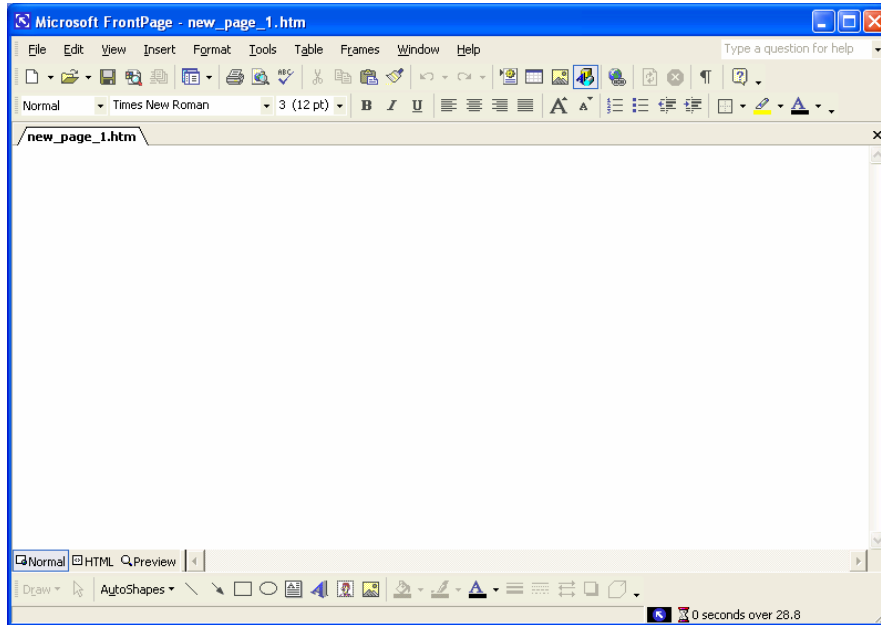 Microsoft FrontPage - new_page_1.htm
File Edit View Insert Format Tools Table Frames Window Help Type a question for help
Normal Times New Roman 3 (12 pt) B I U A A A
new_page_1.htm
Normal HTML Preview
Draw AutoShapes A A
0 seconds over 28.8